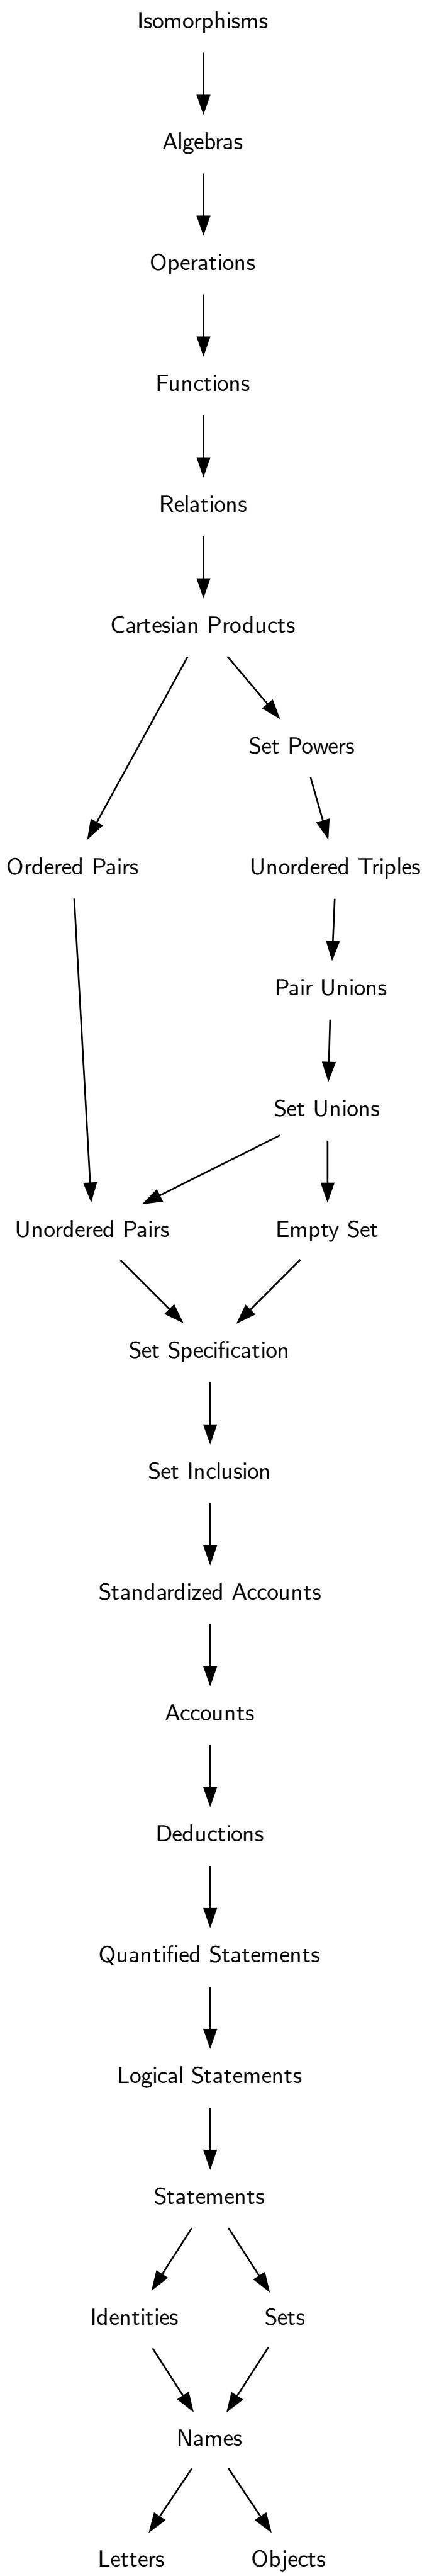 Isomorphisms
Algebras
Operations
Functions
Relations
Cartesian Products
Set Powers
Ordered Pairs
Unordered Triples
Pair Unions
Set Unions
Unordered Pairs
Empty Set
Set Specification
Set Inclusion
Standardized Accounts
Accounts
Deductions
Quantified Statements
Logical Statements
Statements
Identities
Sets
Names
Letters
Objects